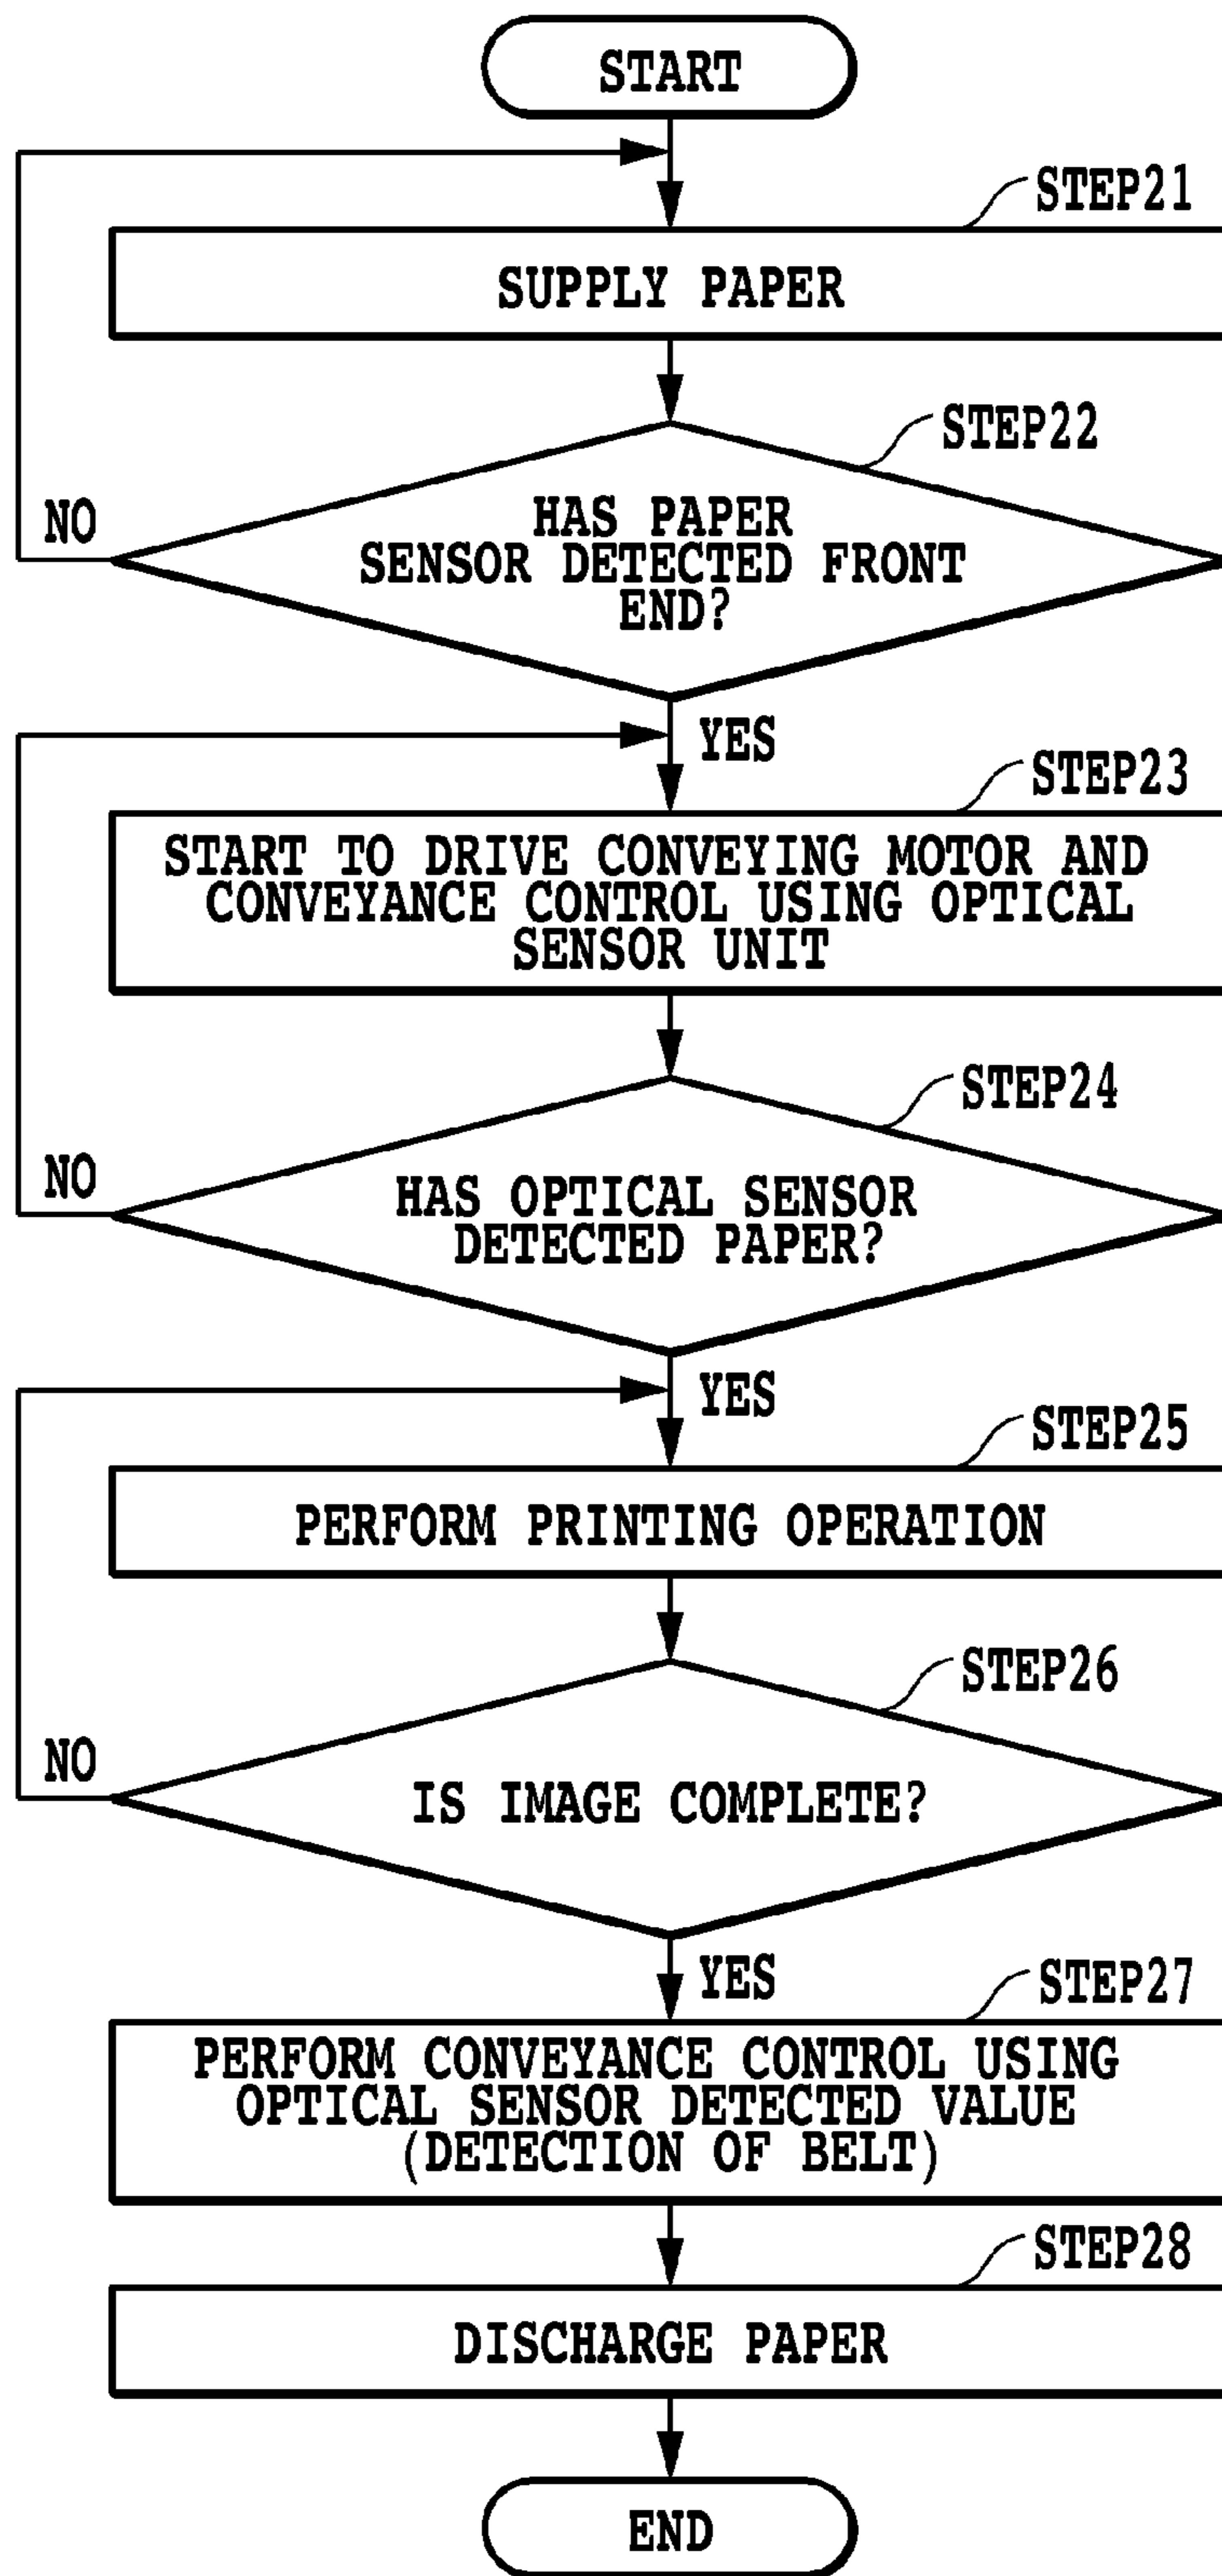 START
STEP21
SUPPLY PAPER
STEP22
HAS PAPER
SENSOR DETECTED FRONT
END?
NO
YES
STEP23
START TO DRIVE CONVEYING MOTOR AND
CONVEYANCE CONTROL USING OPTICAL
SENSOR UNIT
STEP24
HAS OPTICAL SENSOR
DETECTED PAPER?
NO
YES
STEP25
PERFORM PRINTING OPERATION
STEP26
IS IMAGE COMPLETE?
NO
YES
STEP27
PERFORM CONVEYANCE CONTROL USING
OPTICAL SENSOR DETECTED VALUE
(DETECTION OF BELT)
STEP28
DISCHARGE PAPER
END